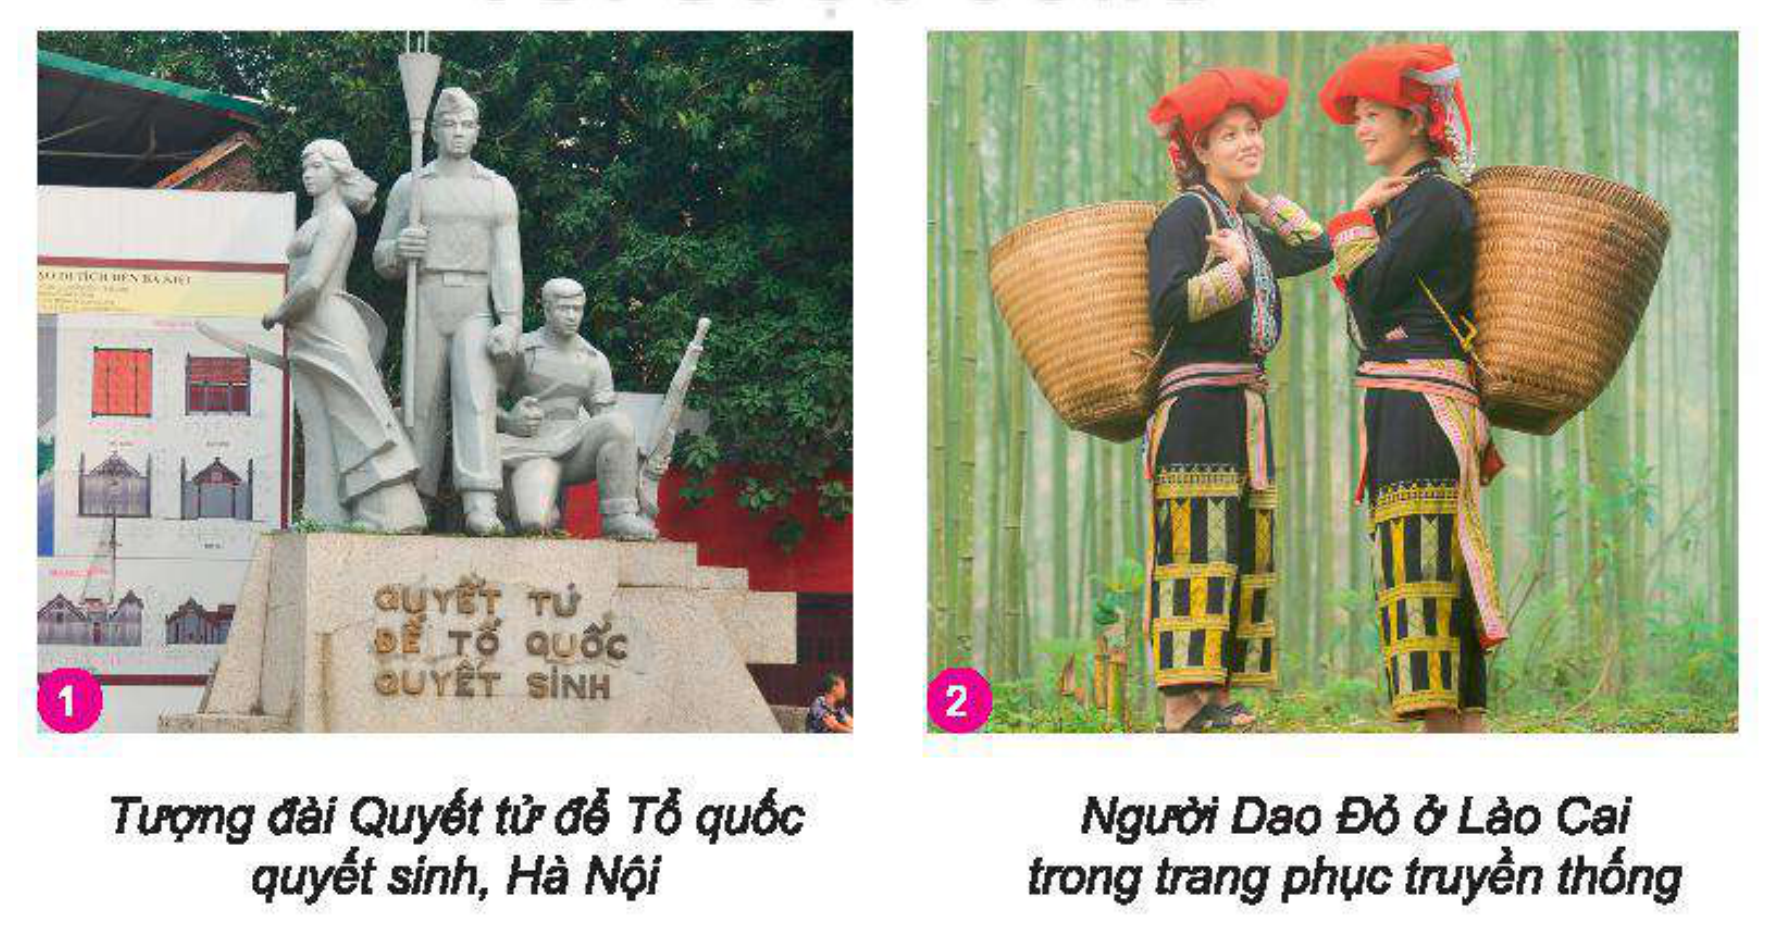 QUYẾT TỬ
ĐỂ TỔ QUỐC
QUYẾT SINH
1
2
Tượng đài Quyết tử để Tổ quốc
quyết sinh, Hà Nội
Người Dao Đỏ ở Lào Cai
trong trang phục truyền thống